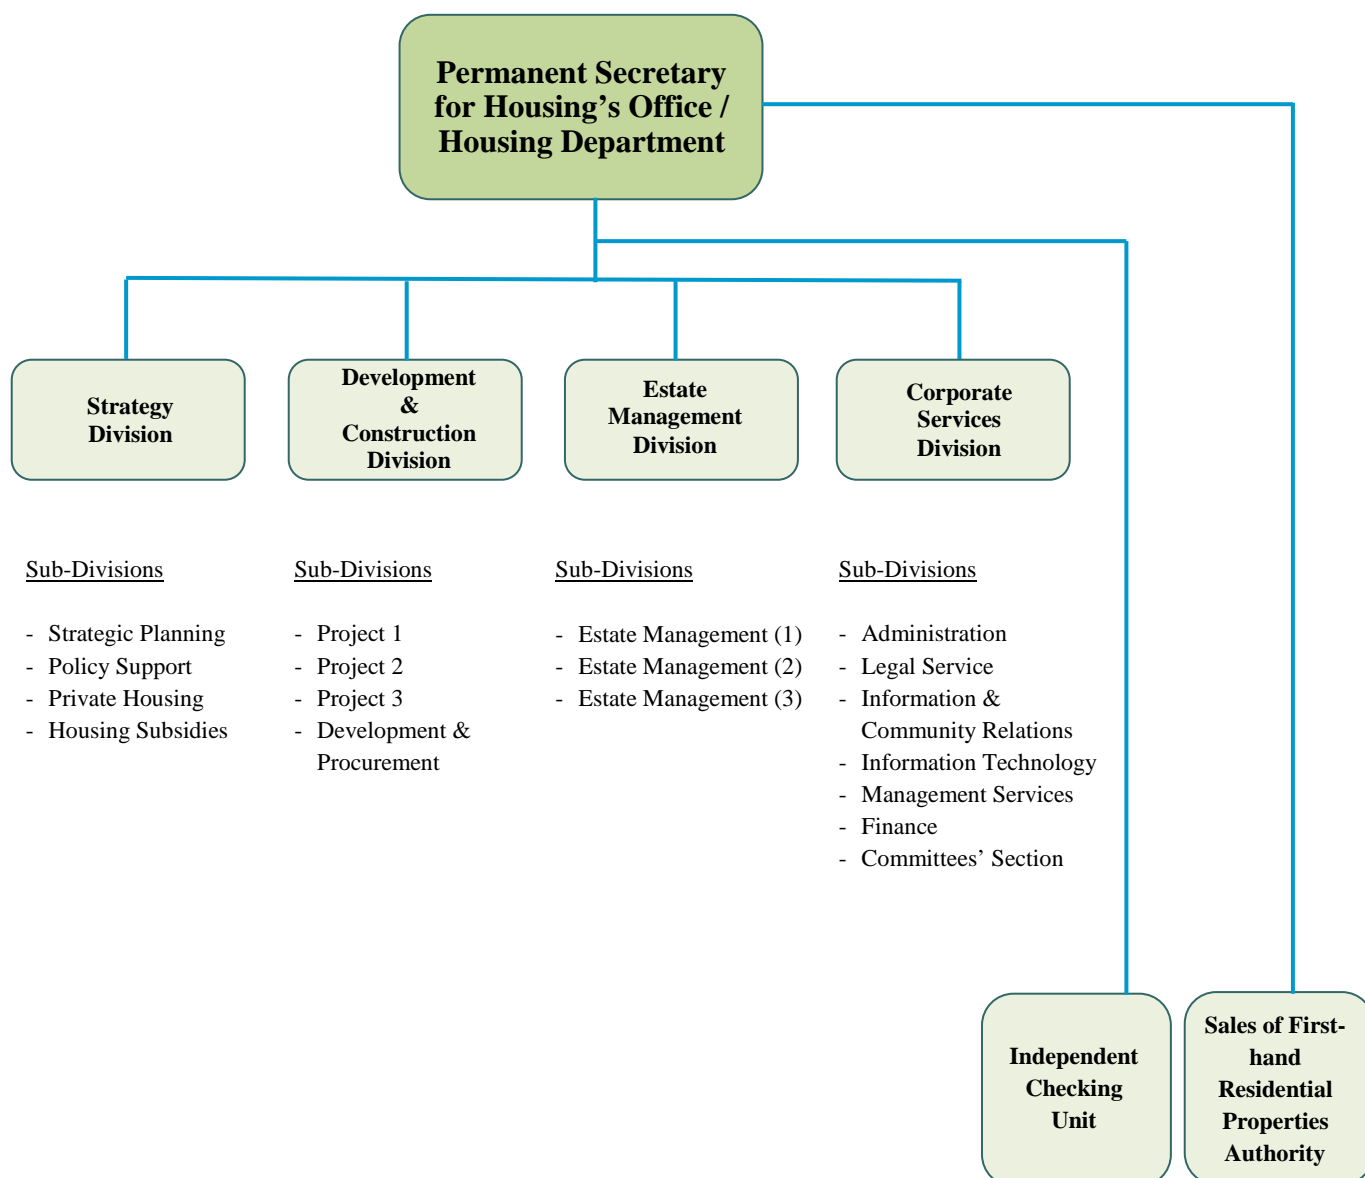 Permanent Secretary
for Housing’s Office /
Housing Department
Strategy
Division
Development
&
Construction
Division
Estate
Management
Division
Corporate
Services
Division
Sub-Divisions
- Strategic Planning
- Policy Support
- Private Housing
- Housing Subsidies
Sub-Divisions
- Project 1
- Project 2
- Project 3
- Development &
Procurement
Sub-Divisions
- Estate Management (1)
- Estate Management (2)
- Estate Management (3)
Sub-Divisions
- Administration
- Legal Service
- Information &
Community Relations
- Information Technology
- Management Services
- Finance
- Committees’ Section
Independent
Checking
Unit
Sales of First-
hand
Residential
Properties
Authority